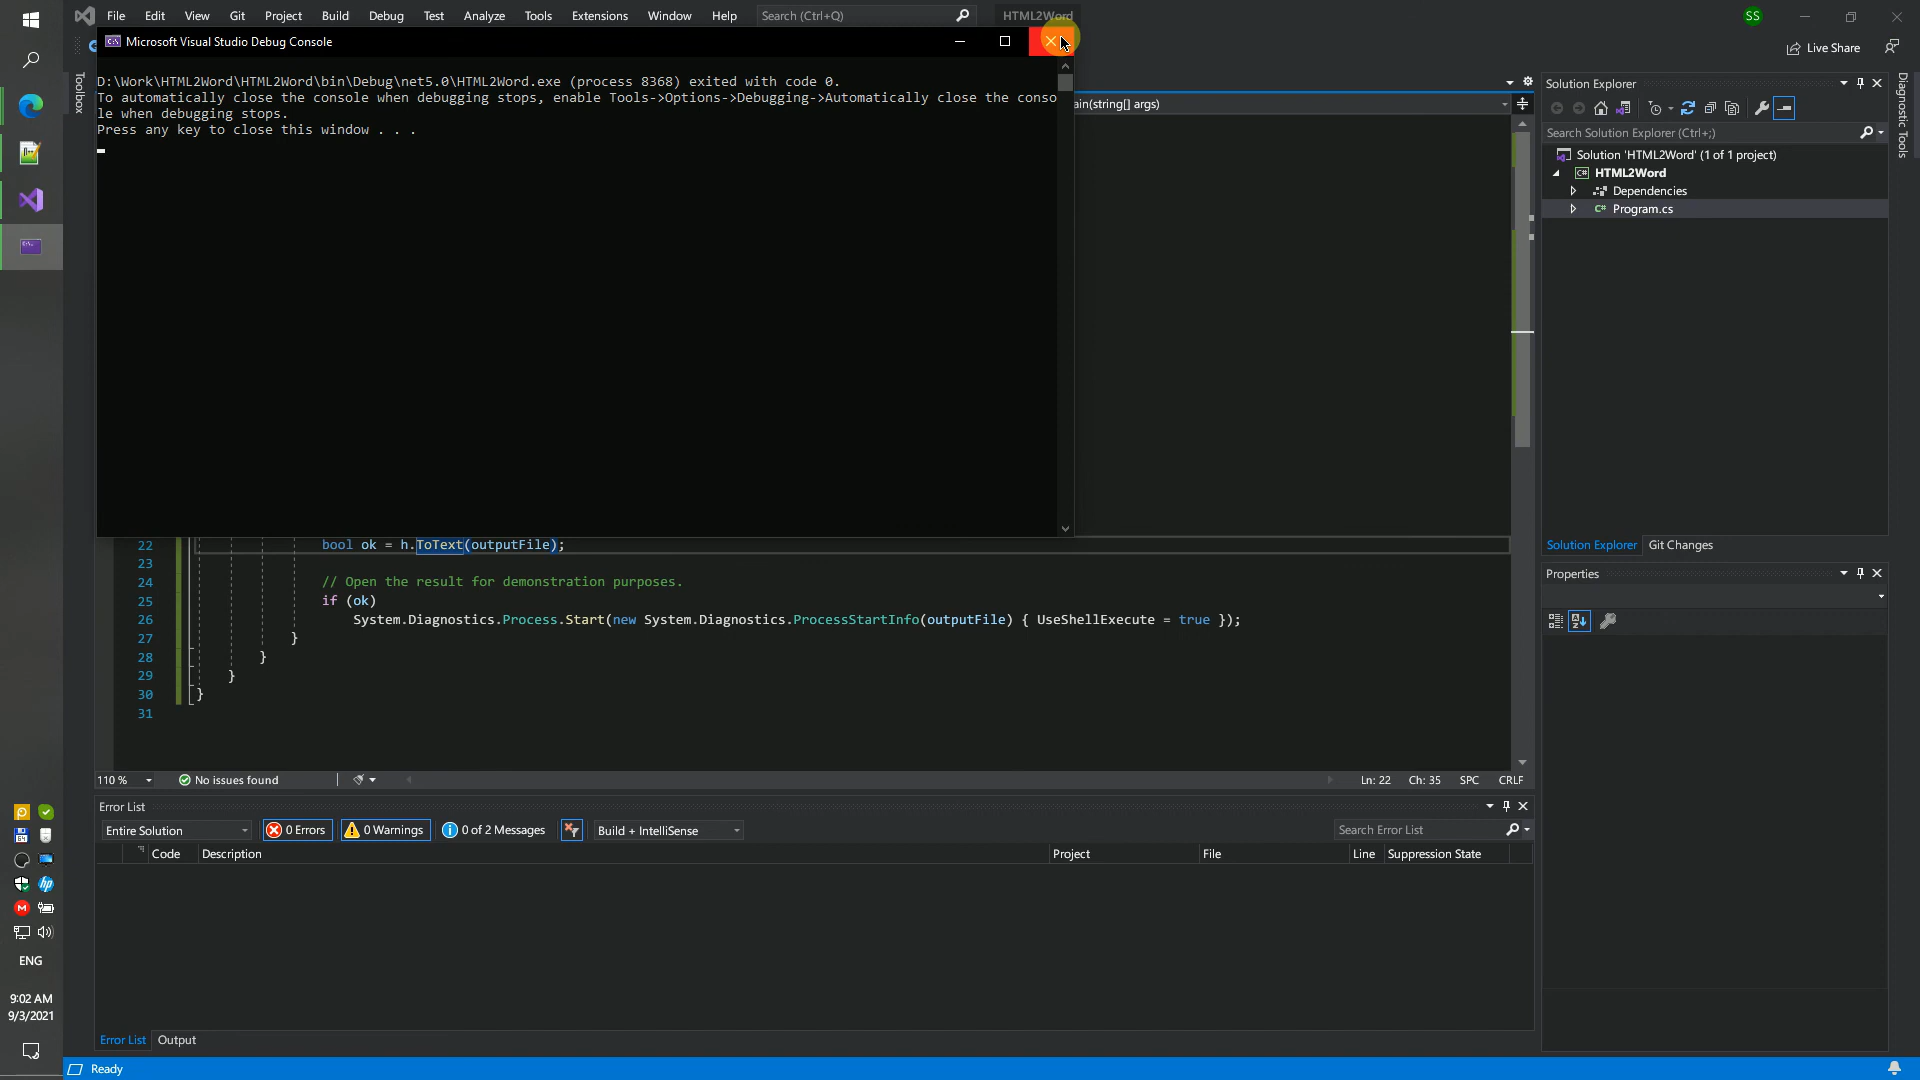 File Edit View Git Project Build Debug Test Analyze Tools Extensions Window Help Search (Ctrl+Q) HTML2Word SS
Live Share
Microsoft Visual Studio Debug Console
D:\Work\HTML2Word\HTML2Word\bin\Debug\net5.0\HTML2Word.exe (process 8368) exited with code 0.
To automatically close the console when debugging stops, enable Tools->Options->Debugging->Automatically close the conso
le when debugging stops.
Press any key to close this window . . .
Toolbox
ain(string[] args)
22 bool ok = h.ToText(outputFile);
23
24 // Open the result for demonstration purposes.
25 if (ok)
26 System.Diagnostics.Process.Start(new System.Diagnostics.ProcessStartInfo(outputFile) { UseShellExecute = true });
27 }
28 }
29 }
30 }
31
110 % No issues found Ln: 22 Ch: 35 SPC CRLF
Error List
Entire Solution 0 Errors 0 Warnings 0 of 2 Messages Build + IntelliSense Search Error List
Code Description Project File Line Suppression State
Error List Output
Ready
Solution Explorer
Search Solution Explorer (Ctrl+;)
Solution 'HTML2Word' (1 of 1 project)
C# HTML2Word
Dependencies
C# Program.cs
Solution Explorer Git Changes
Properties
Diagnostic Tools
64
hp
M
ENG
9:02 AM
9/3/2021